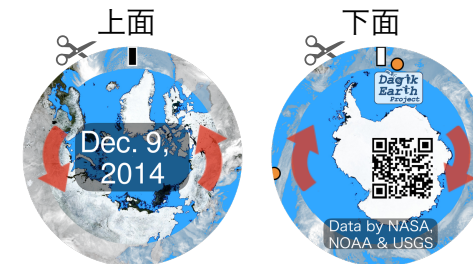 上面
下面
Dec. 9,
2014
Dagik
Earth
Project
Data by NASA,
NOAA & USGS